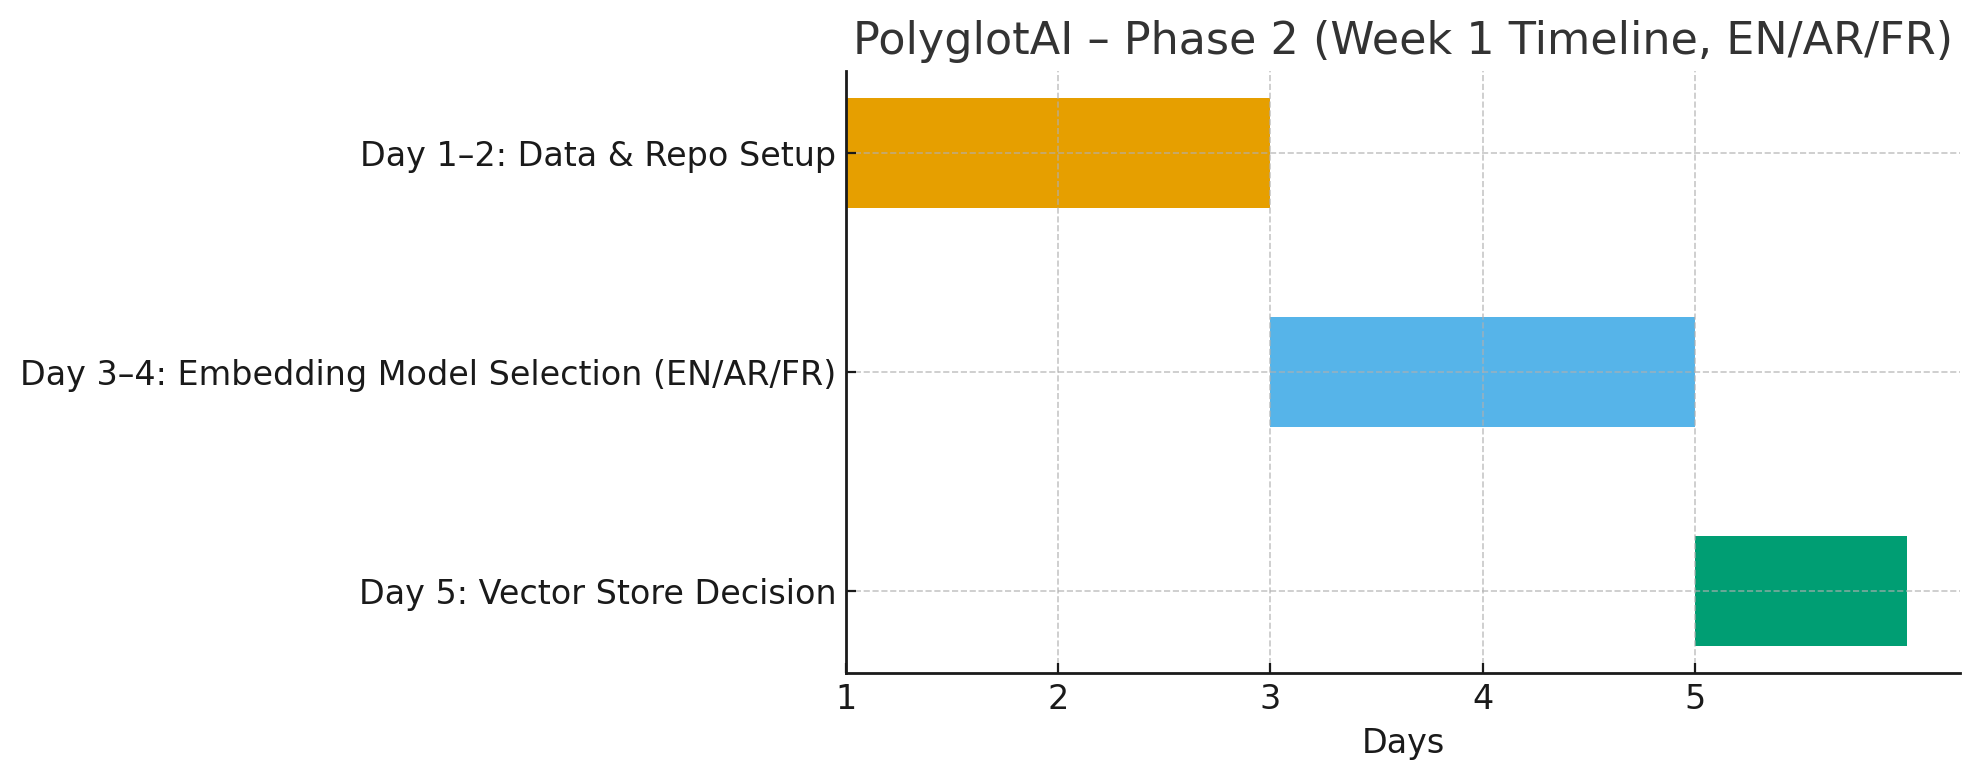 PolyglotAI – Phase 2 (Week 1 Timeline, EN/AR/FR)
Day 1–2: Data & Repo Setup
Day 3–4: Embedding Model Selection (EN/AR/FR)
Day 5: Vector Store Decision
1 2 3 4 5
Days